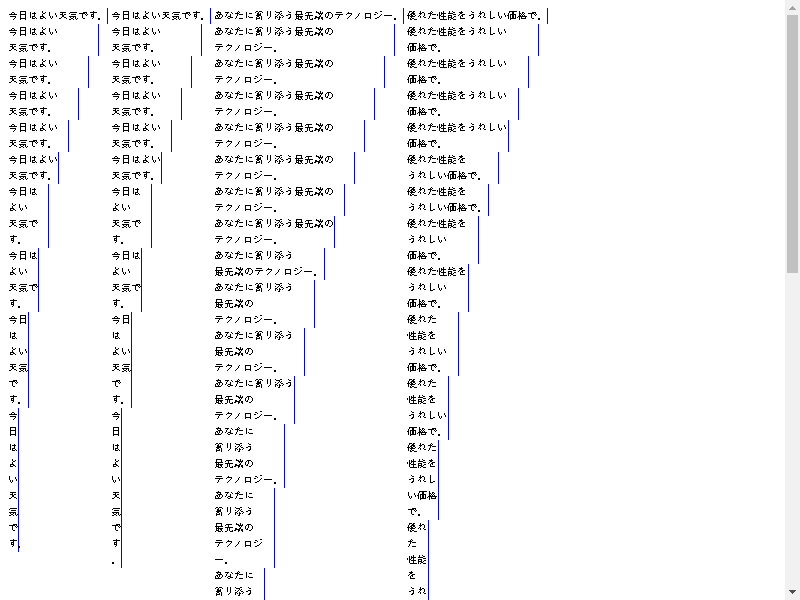 今日はよい天気です。
今日はよい
天気です。
今日はよい
天気です。
今日はよい
天気です。
今日はよい
天気です。
今日はよい
天気です。
今日は
よい
天気で
す。
今日は
よい
天気で
す。
今日
は
よい
天気
で
す。
今
日
は
よ
い
天
気
で
す。
今日はよい天気です。
今日はよい
天気です。
今日はよい
天気です。
今日はよい
天気です。
今日はよい
天気です。
今日はよい
天気です。
今日は
よい
天気で
す。
今日は
よい
天気で
す。
今日
は
よい
天気
で
す。
今
日
は
よ
い
天
気
で
す
。
あなたに寄り添う最先端のテクノロジー。
あなたに寄り添う最先端の
テクノロジー。
あなたに寄り添う最先端の
テクノロジー。
あなたに寄り添う最先端の
テクノロジー。
あなたに寄り添う最先端の
テクノロジー。
あなたに寄り添う最先端の
テクノロジー。
あなたに寄り添う最先端の
テクノロジー。
あなたに寄り添う最先端の
テクノロジー。
あなたに寄り添う
最先端のテクノロジー。
あなたに寄り添う
最先端の
テクノロジー。
あなたに寄り添う
最先端の
テクノロジー。
あなたに寄り添う
最先端の
テクノロジー。
あなたに
寄り添う
最先端の
テクノロジー。
あなたに
寄り添う
最先端の
テクノロジ
ー。
あなたに
寄り添う
優れた性能をうれしい価格で。
優れた性能をうれしい
価格で。
優れた性能をうれしい
価格で。
優れた性能をうれしい
価格で。
優れた性能をうれしい
価格で。
優れた性能を
うれしい価格で。
優れた性能を
うれしい価格で。
優れた性能を
うれしい
価格で。
優れた性能を
うれしい
価格で。
優れた
性能を
うれしい
価格で。
優れた
性能を
うれしい
価格で。
優れた
性能を
うれし
い価格
で。
優れ
た
性能
を
うれ